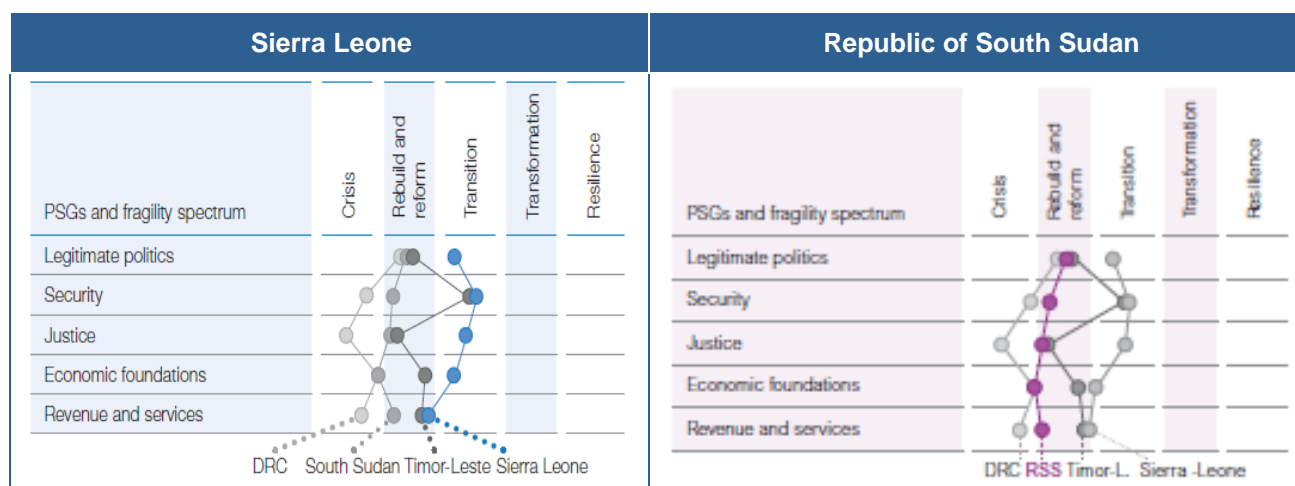 Sierra Leone
Republic of South Sudan
PSGs and fragility spectrum
Crisis
Rebuild and
reform
Transition
Transformation
Resilience
Legitimate politics
Security
Justice
Economic foundations
Revenue and services
DRC South Sudan Timor-Leste Sierra Leone
PSGs and fragility spectrum
Crisis
Rebuild and
reform
Transition
Transformation
Resilience
Legitimate politics
Security
Justice
Economic foundations
Revenue and services
DRC RSS Timor-L. Sierra -Leone